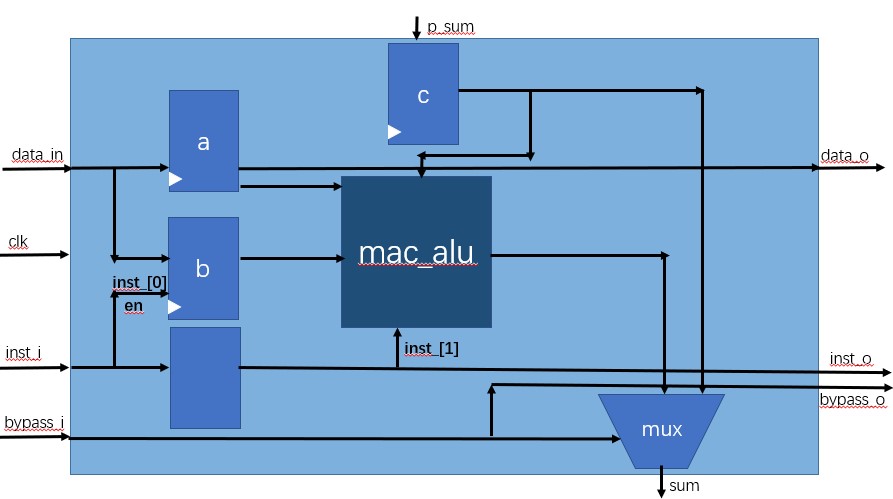 p_sum
c
a
data_in
data_o
clk
b
mac_alu
inst_[0]
en
inst_i
inst_[1]
inst_o
bypass_i
bypass_o
mux
sum